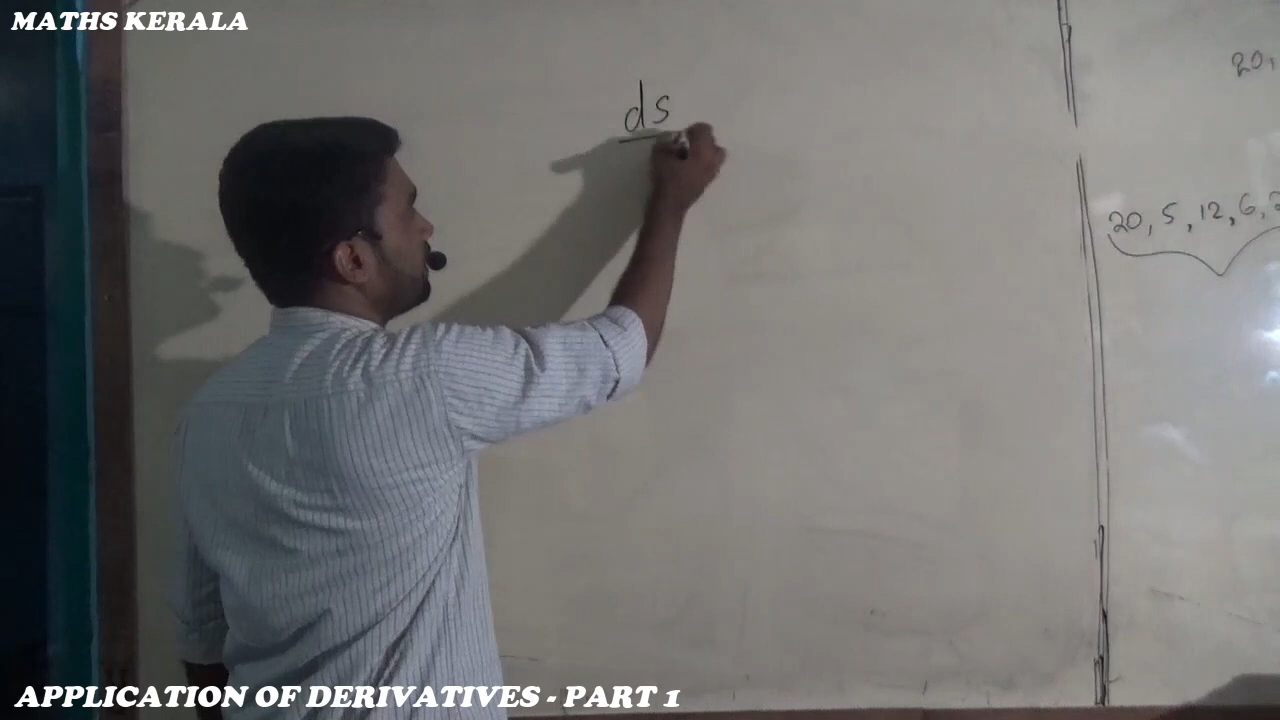 MATHS KERALA
ds
20,
20, 5, 12, 6,
APPLICATION OF DERIVATIVES - PART 1